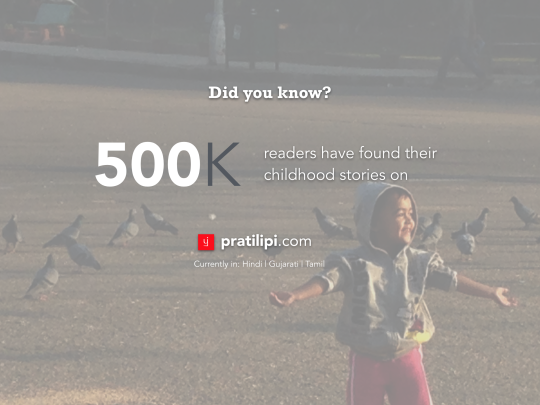 Did you know?
500K
readers have found their
childhood stories on
pratilipi.com
Currently in: Hindi | Gujarati | Tamil